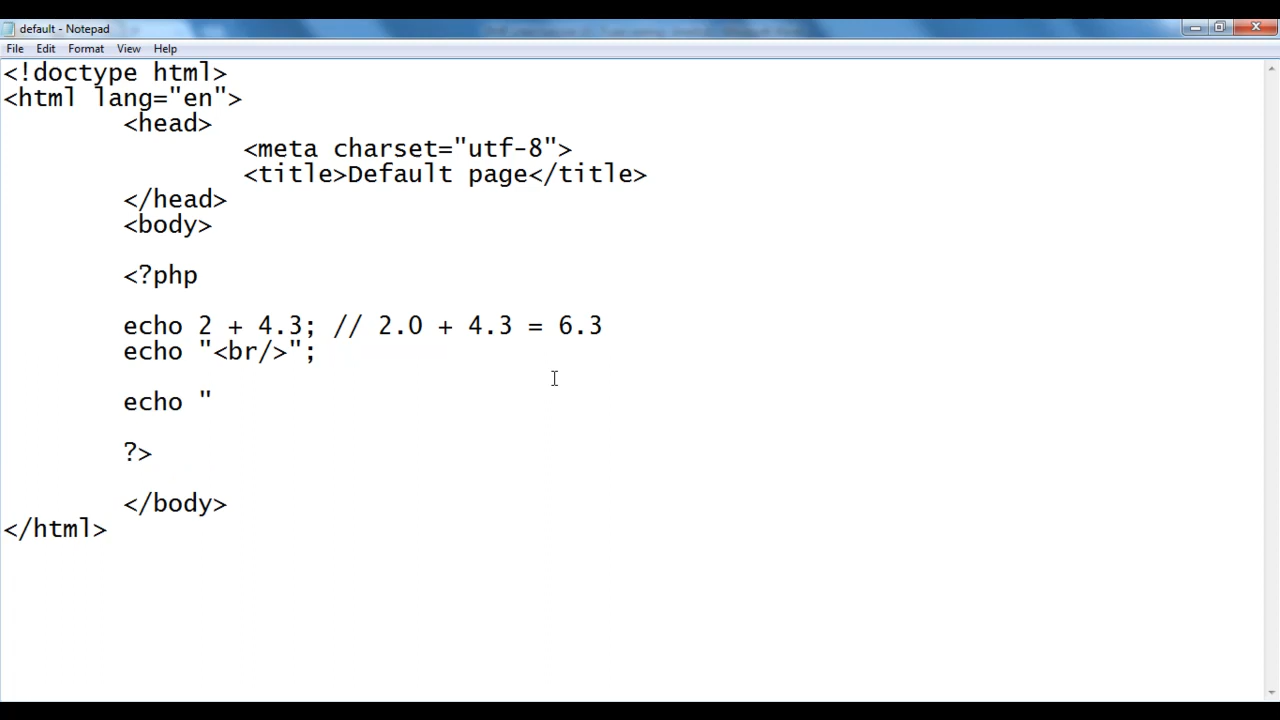 default - Notepad
File Edit Format View Help
<!doctype html>
<html lang="en">
<head>
<meta charset="utf-8">
<title>Default page</title>
</head>
<body>
<?php
echo 2 + 4.3; // 2.0 + 4.3 = 6.3
echo "<br/>";
echo "
?>
</body>
</html>